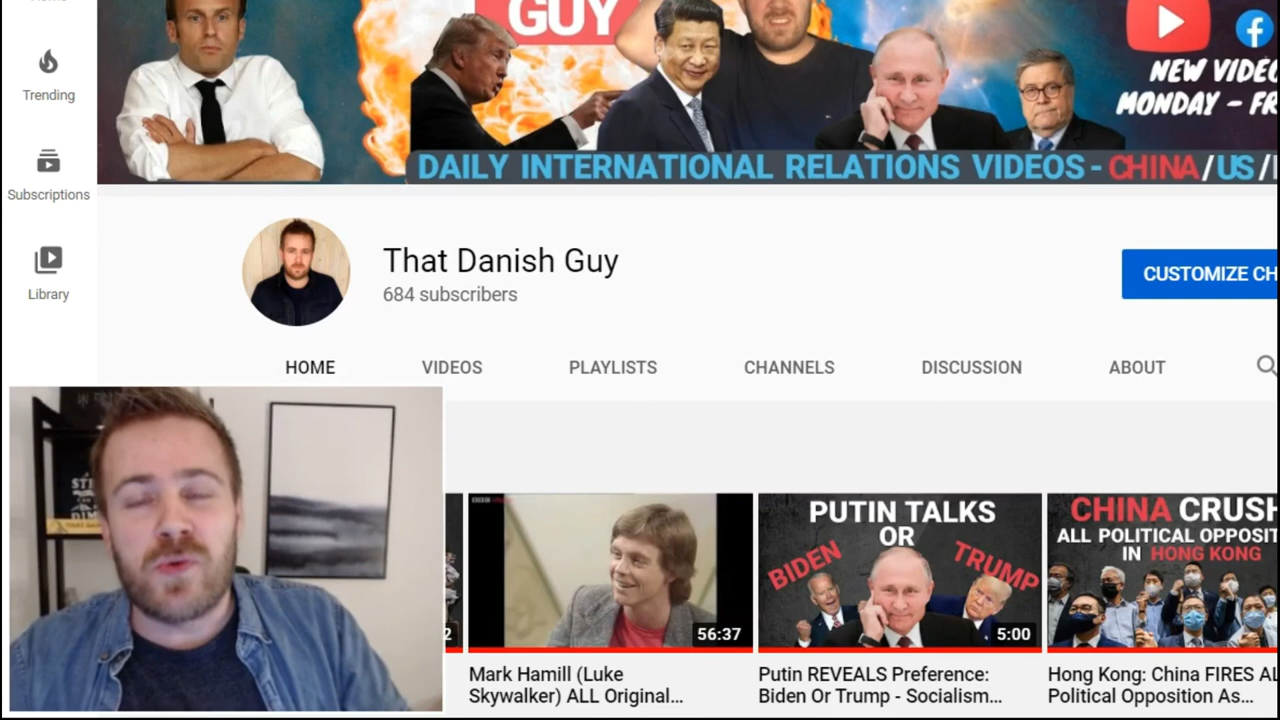 GUY
NEW VIDEO
MONDAY - FR
DAILY INTERNATIONAL RELATIONS VIDEOS - CHINA/US/
Trending
Subscriptions
Library
That Danish Guy
684 subscribers
CUSTOMIZE CH
HOME
VIDEOS
PLAYLISTS
CHANNELS
DISCUSSION
ABOUT
56:37
Mark Hamill (Luke
Skywalker) ALL Original...
PUTIN TALKS
OR
BIDEN
TRUMP
5:00
Putin REVEALS Preference:
Biden Or Trump - Socialism...
CHINA CRUSH
ALL POLITICAL OPPOSIT
IN HONG KONG
Hong Kong: China FIRES AL
Political Opposition As...